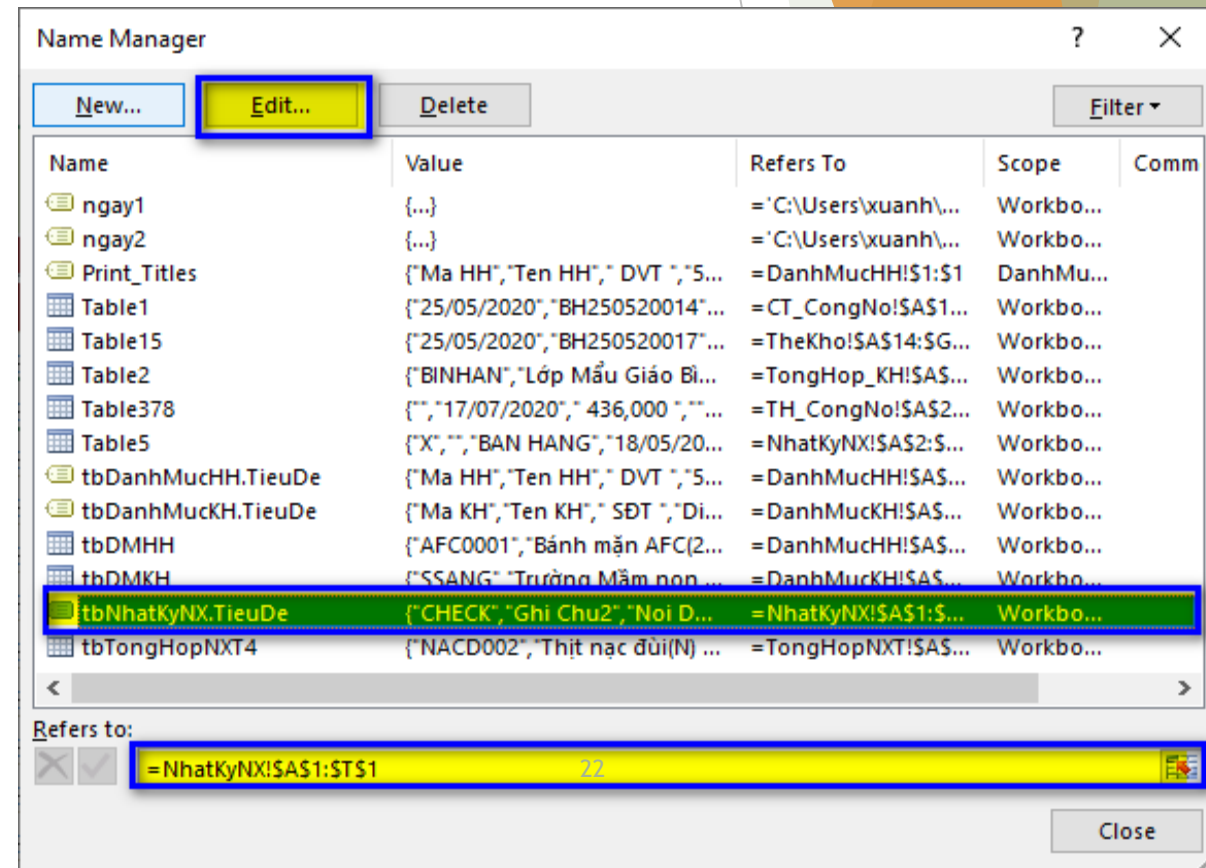 Name Manager ? ×
New... Edit... Delete Filter
Name Value Refers To Scope Comm
ngay1 {...} ='C:\Users\xuanh\... Workbo...
ngay2 {...} ='C:\Users\xuanh\... Workbo...
Print_Titles {"Ma HH","Ten HH"," DVT ","5... =DanhMucHH!$1:$1 DanhMu...
Table1 {"25/05/2020","BH250520014"... =CT_CongNo!$A$1... Workbo...
Table15 {"25/05/2020","BH250520017"... =TheKho!$A$14:$G... Workbo...
Table2 {"BINHAN","Lớp Mẩu Giáo Bì... =TongHop_KH!$A$... Workbo...
Table378 {"","17/07/2020"," 436,000 ",""... =TH_CongNo!$A$2... Workbo...
Table5 {"X","","BAN HANG","18/05/20... =NhatKyNX!$A$2:$... Workbo...
tbDanhMucHH.TieuDe {"Ma HH","Ten HH"," DVT ","5... =DanhMucHH!$A$... Workbo...
tbDanhMucKH.TieuDe {"Ma KH","Ten KH"," SĐT ","Di... =DanhMucKH!$A$... Workbo...
tbDMHH {"AFC0001","Bánh mặn AFC(2... =DanhMucHH!$A$... Workbo...
tbDMKH {"SSANG","Trường Mầm non ... =DanhMucKH!$A$... Workbo...
tbNhatKyNX.TieuDe {"CHECK","Ghi Chu2","Noi D... =NhatKyNX!$A$1:$... Workbo...
tbTongHopNXT4 {"NACD002","Thịt nạc đùi(N) ... =TongHopNXT!$A$... Workbo...
Refers to:
=NhatKyNX!$A$1:$T$1 22
Close